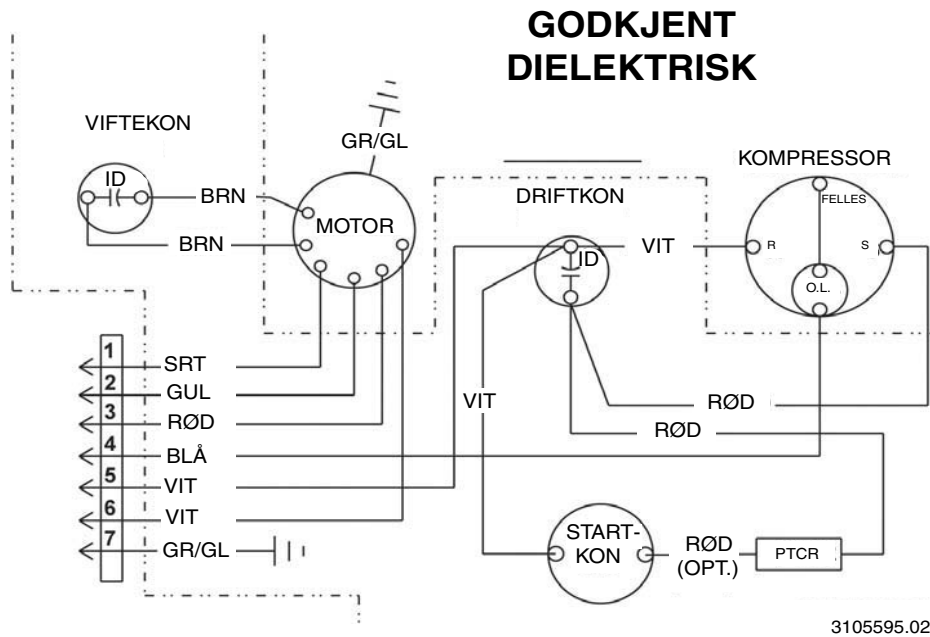 GODKJENT
DIELEKTRISK
VIFTEKON
GR/GL
KOMPRESSOR
ID
BRN
DRIFTKON
FELLES
MOTOR
BRN
ID
VIT
R
S
O.L.
1
SRT
2
GUL
VIT
RØD
3
RØD
RØD
4
BLÅ
5
VIT
6
VIT
START-
KON
RØD
(OPT.)
PTCR
7
GR/GL
3105595.02